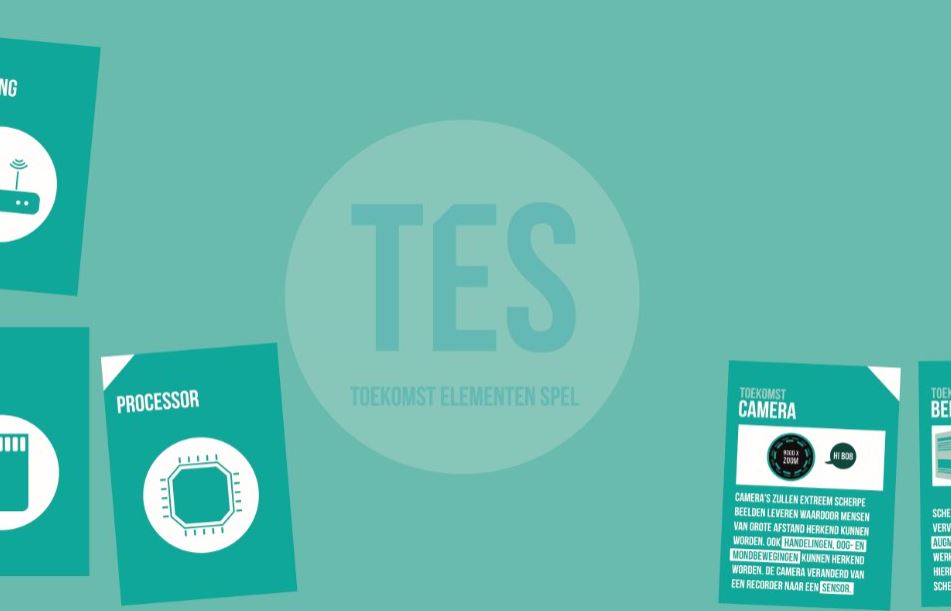 NG
PROCESSOR
TES
TOEKOMST ELEMENTEN SPEL
TOEKOMST
CAMERA
9000 X
ZOOM
HI BOB
CAMERA'S ZULLEN EXTREEM SCHERPE
BEELDEN LEVEREN WAARDOOR MENSEN
VAN GROTE AFSTAND HERKEND KUNNEN
WORDEN. OOK HANDELINGEN, OOG- EN
MONDBEWEGINGEN KUNNEN HERKEND
WORDEN. DE CAMERA VERANDERD VAN
EEN RECORDER NAAR EEN SENSOR.
TOEK
BE
SCHE
VERV
AUGM
WERK
HIER
SCHE